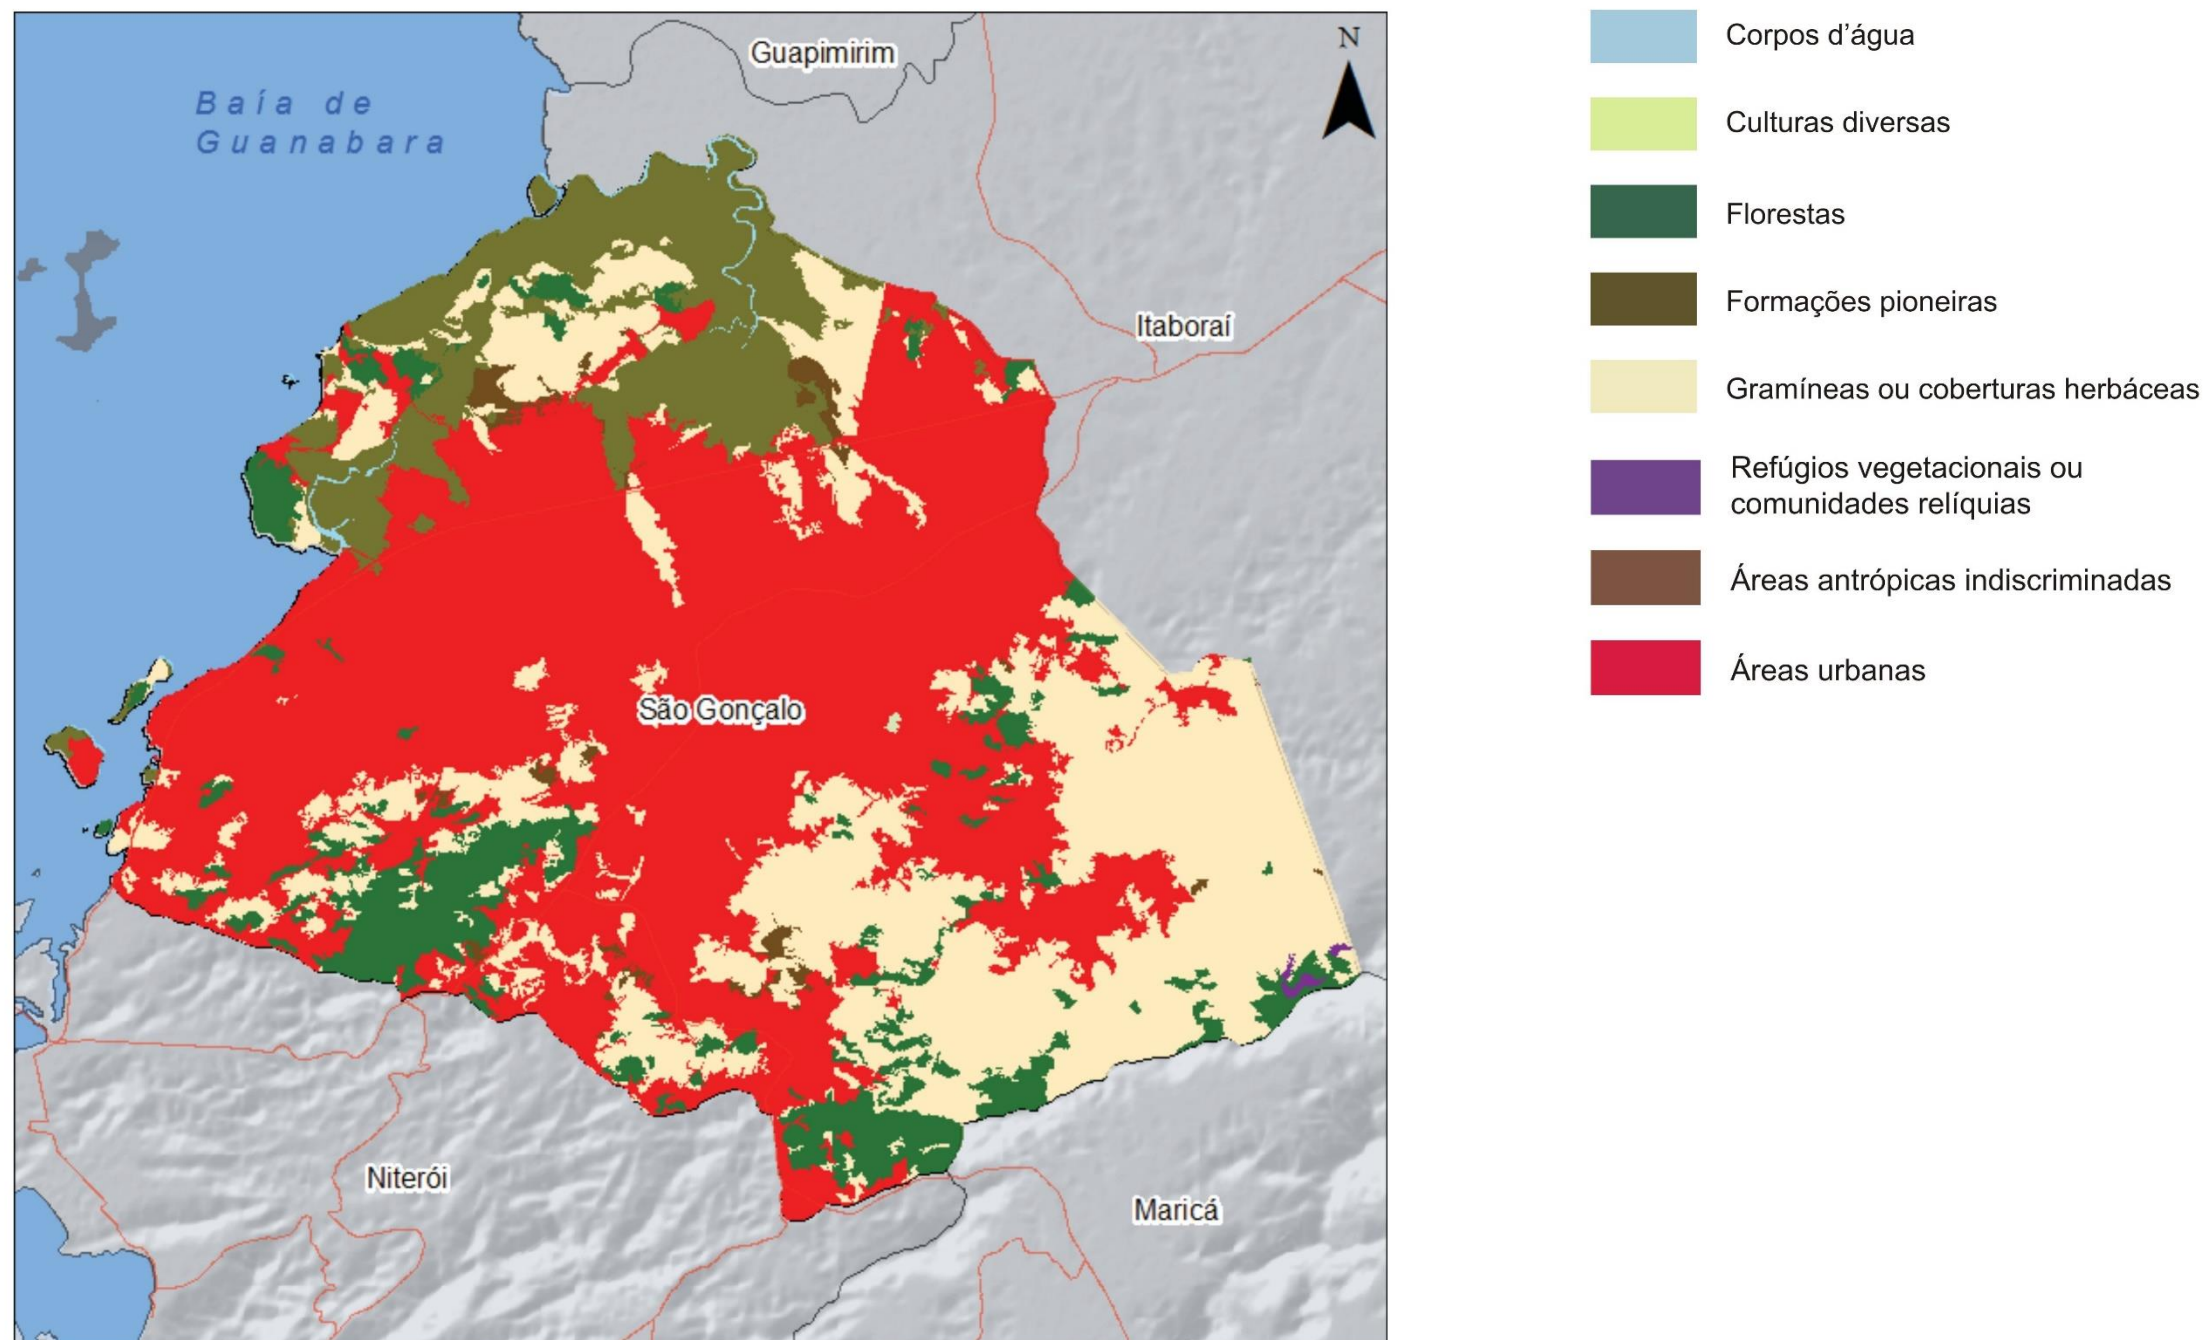 Guapimirim
N
Baía de
Guanabara
Itaboraí
São Gonçalo
Niterói
Maricá
Corpos d’água
Culturas diversas
Florestas
Formações pioneiras
Gramíneas ou coberturas herbáceas
Refúgios vegetacionais ou
comunidades relíquias
Áreas antrópicas indiscriminadas
Áreas urbanas